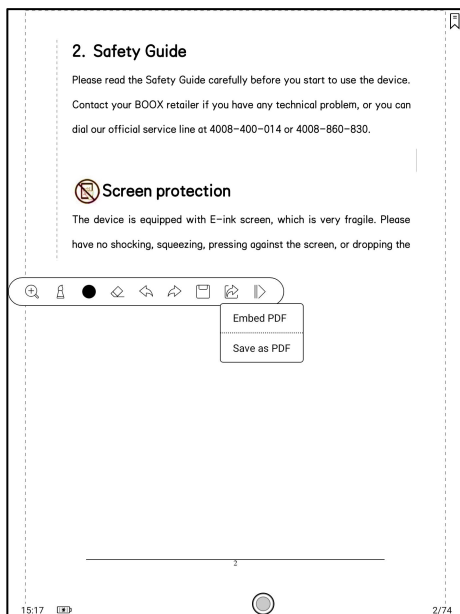 2. Safety Guide
Please read the Safety Guide carefully before you start to use the device.
Contact your BOOX retailer if you have any technical problem, or you can
dial our official service line at 4008-400-014 or 4008-860-830.
Screen protection
The device is equipped with E-ink screen, which is very fragile. Please
have no shocking, squeezing, pressing against the screen, or dropping the
Embed PDF
Save as PDF
2
15:17
2/74